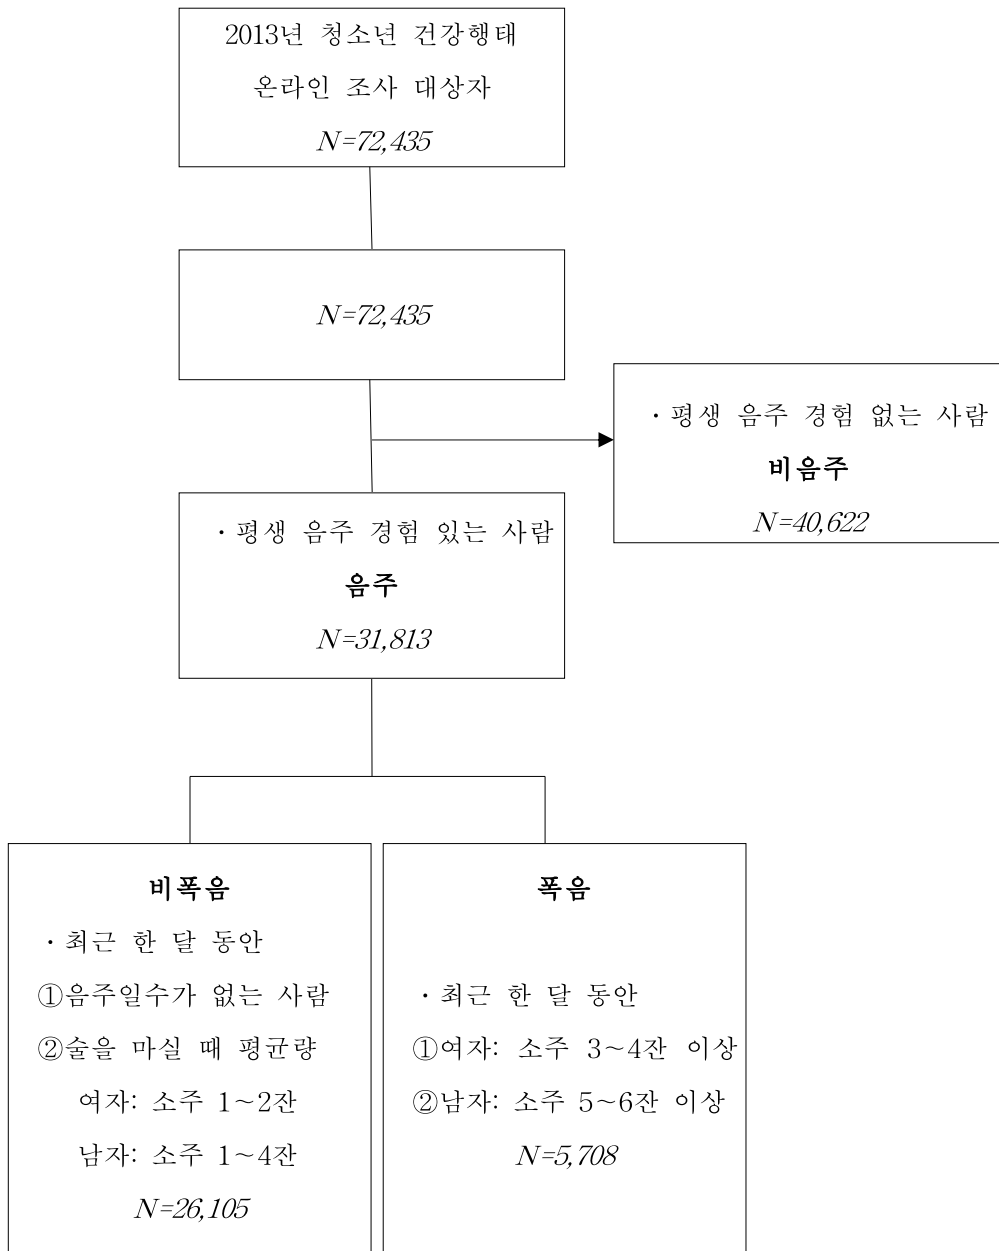 2013년 청소년 건강행태
온라인 조사 대상자
N=72,435
N=72,435
・평생 음주 경험 없는 사람
비음주
N=40,622
・평생 음주 경험 있는 사람
음주
N=31,813
비폭음
・최근 한 달 동안
①음주일수가 없는 사람
②술을 마실 때 평균량
여자: 소주 1~2잔
남자: 소주 1~4잔
N=26,105
폭음
・최근 한 달 동안
①여자: 소주 3~4잔 이상
②남자: 소주 5~6잔 이상
N=5,708